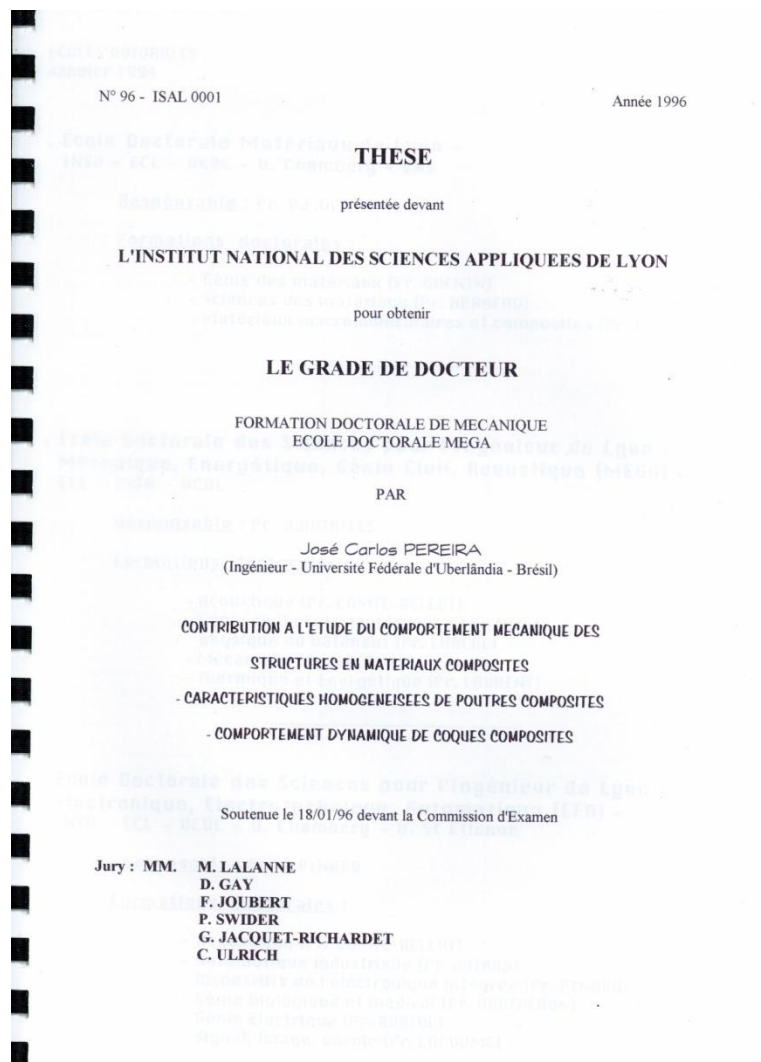 N° 96 - ISAL 0001
Année 1996
THESE
présentée devant
L'INSTITUT NATIONAL DES SCIENCES APPLIQUEES DE LYON
pour obtenir
LE GRADE DE DOCTEUR
FORMATION DOCTORALE DE MECANIQUE
ECOLE DOCTORALE MEGA
PAR
José Carlos PEREIRA
(Ingénieur - Université Fédérale d'Uberlândia - Brésil)
CONTRIBUTION A L'ETUDE DU COMPORTEMENT MECANIQUE DES
STRUCTURES EN MATERIAUX COMPOSITES
- CARACTERISTIQUES HOMOGENEISEES DE POUTRES COMPOSITES
- COMPORTEMENT DYNAMIQUE DE COQUES COMPOSITES
Soutenue le 18/01/96 devant la Commission d'Examen
Jury : MM. M. LALANNE
D. GAY
F. JOUBERT
P. SWIDER
G. JACQUET-RICHARDET
C. ULRICH